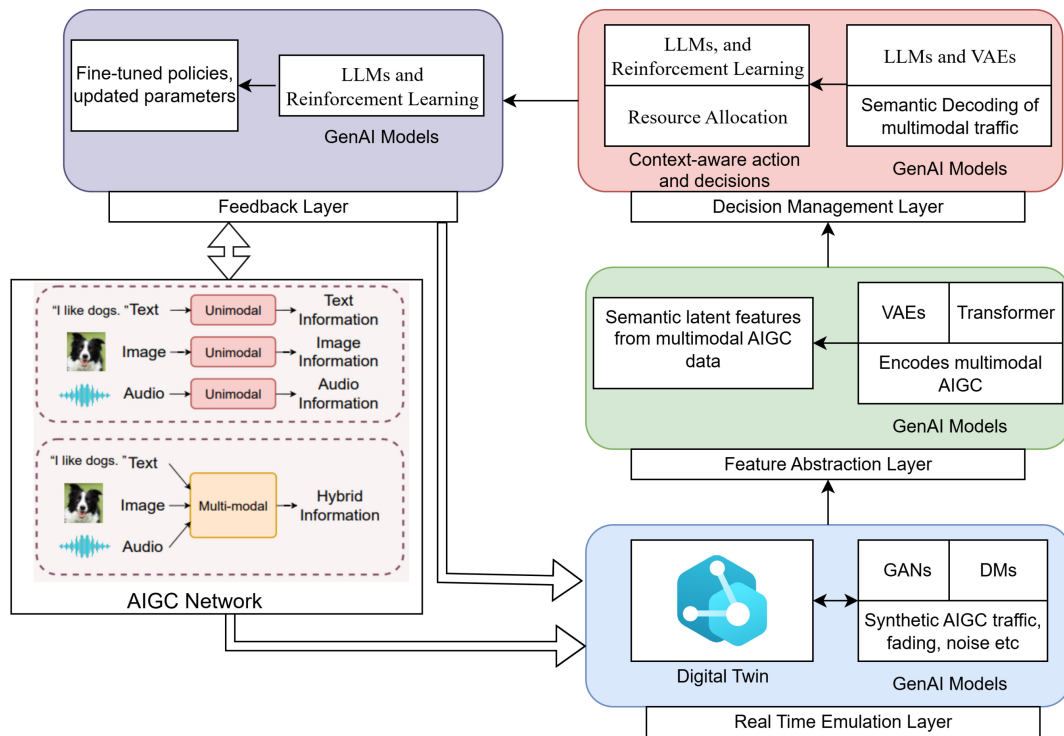 Fine-tuned policies,
updated parameters
LLMs and
Reinforcement Learning
GenAI Models
Feedback Layer
LLMs, and
Reinforcement Learning
Resource Allocation
Context-aware action
and decisions
LLMs and VAEs
Semantic Decoding of
multimodal traffic
GenAI Models
Decision Management Layer
"I like dogs. "Text
Unimodal
Text
Information
Image
Unimodal
Image
Information
Audio
Unimodal
Audio
Information
"I like dogs. "Text
Image
Audio
Multi-modal
Hybrid
Information
AIGC Network
Semantic latent features
from multimodal AIGC
data
VAEs
Transformer
Encodes multimodal
AIGC
GenAI Models
Feature Abstraction Layer
Digital Twin
GANs
DMs
Synthetic AIGC traffic,
fading, noise etc
GenAI Models
Real Time Emulation Layer